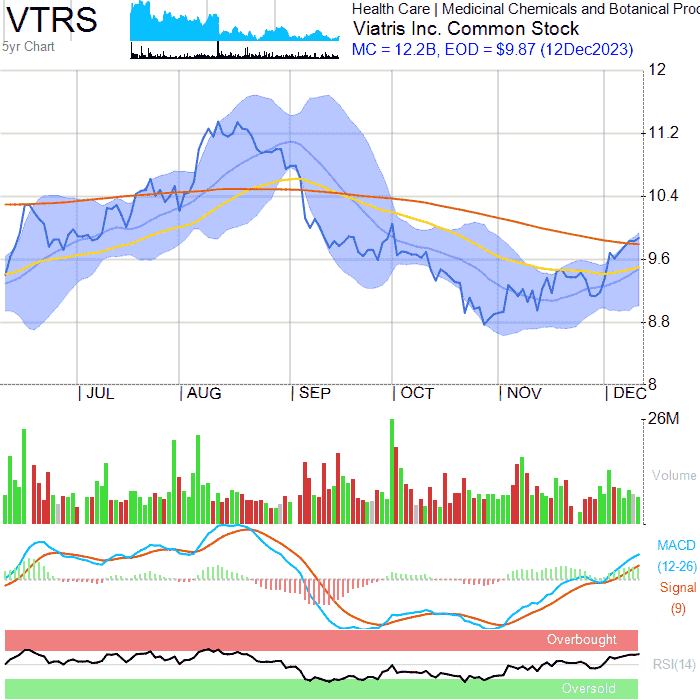 VTRS
5yr Chart
Health Care | Medicinal Chemicals and Botanical Proc
Viatris Inc. Common Stock
MC = 12.2B, EOD = $9.87 (12Dec2023)
12
11.2
10.4
9.6
8.8
8
| JUL | AUG | SEP | OCT | NOV | DEC
26M
Volume
MACD
(12-26)
Signal
(9)
Overbought
RSI(14)
Oversold